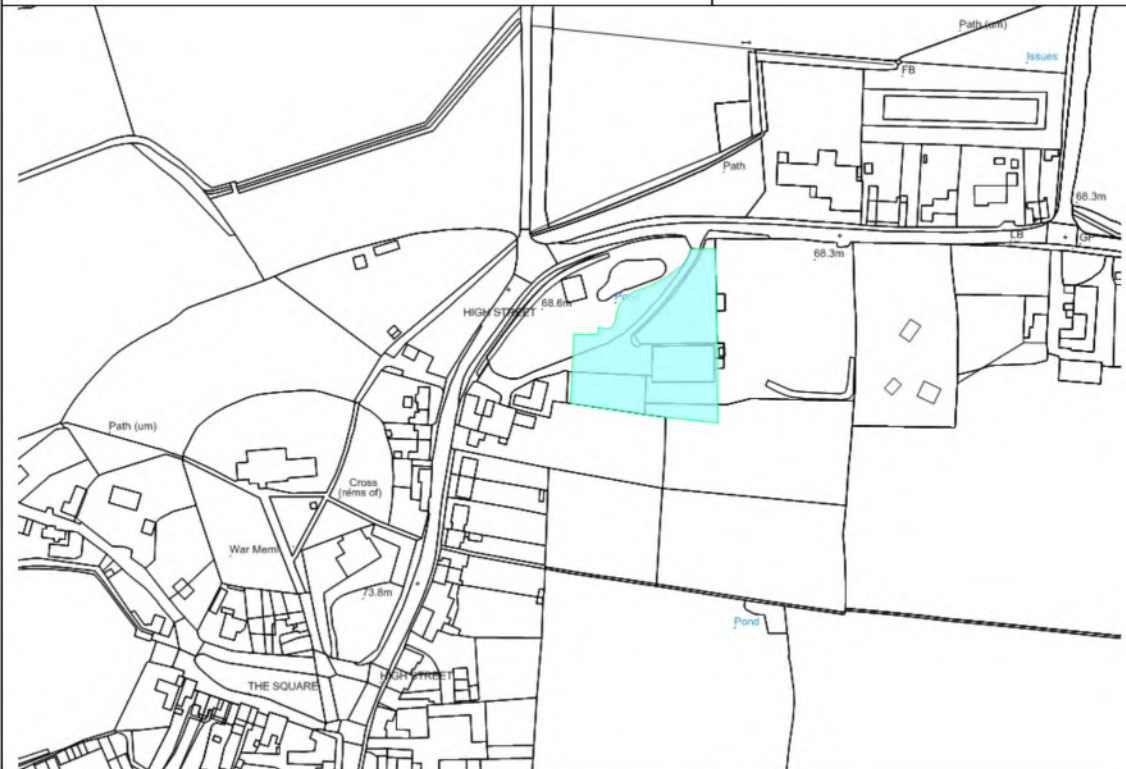 Path (um)
Issues
FB
Path
68.3m
LB
GP
68.3m
68.6m
HIGH STREET
Path (um)
Cross
(rems of)
War Meml
73.8m
Pond
HIGH STREET
THE SQUARE